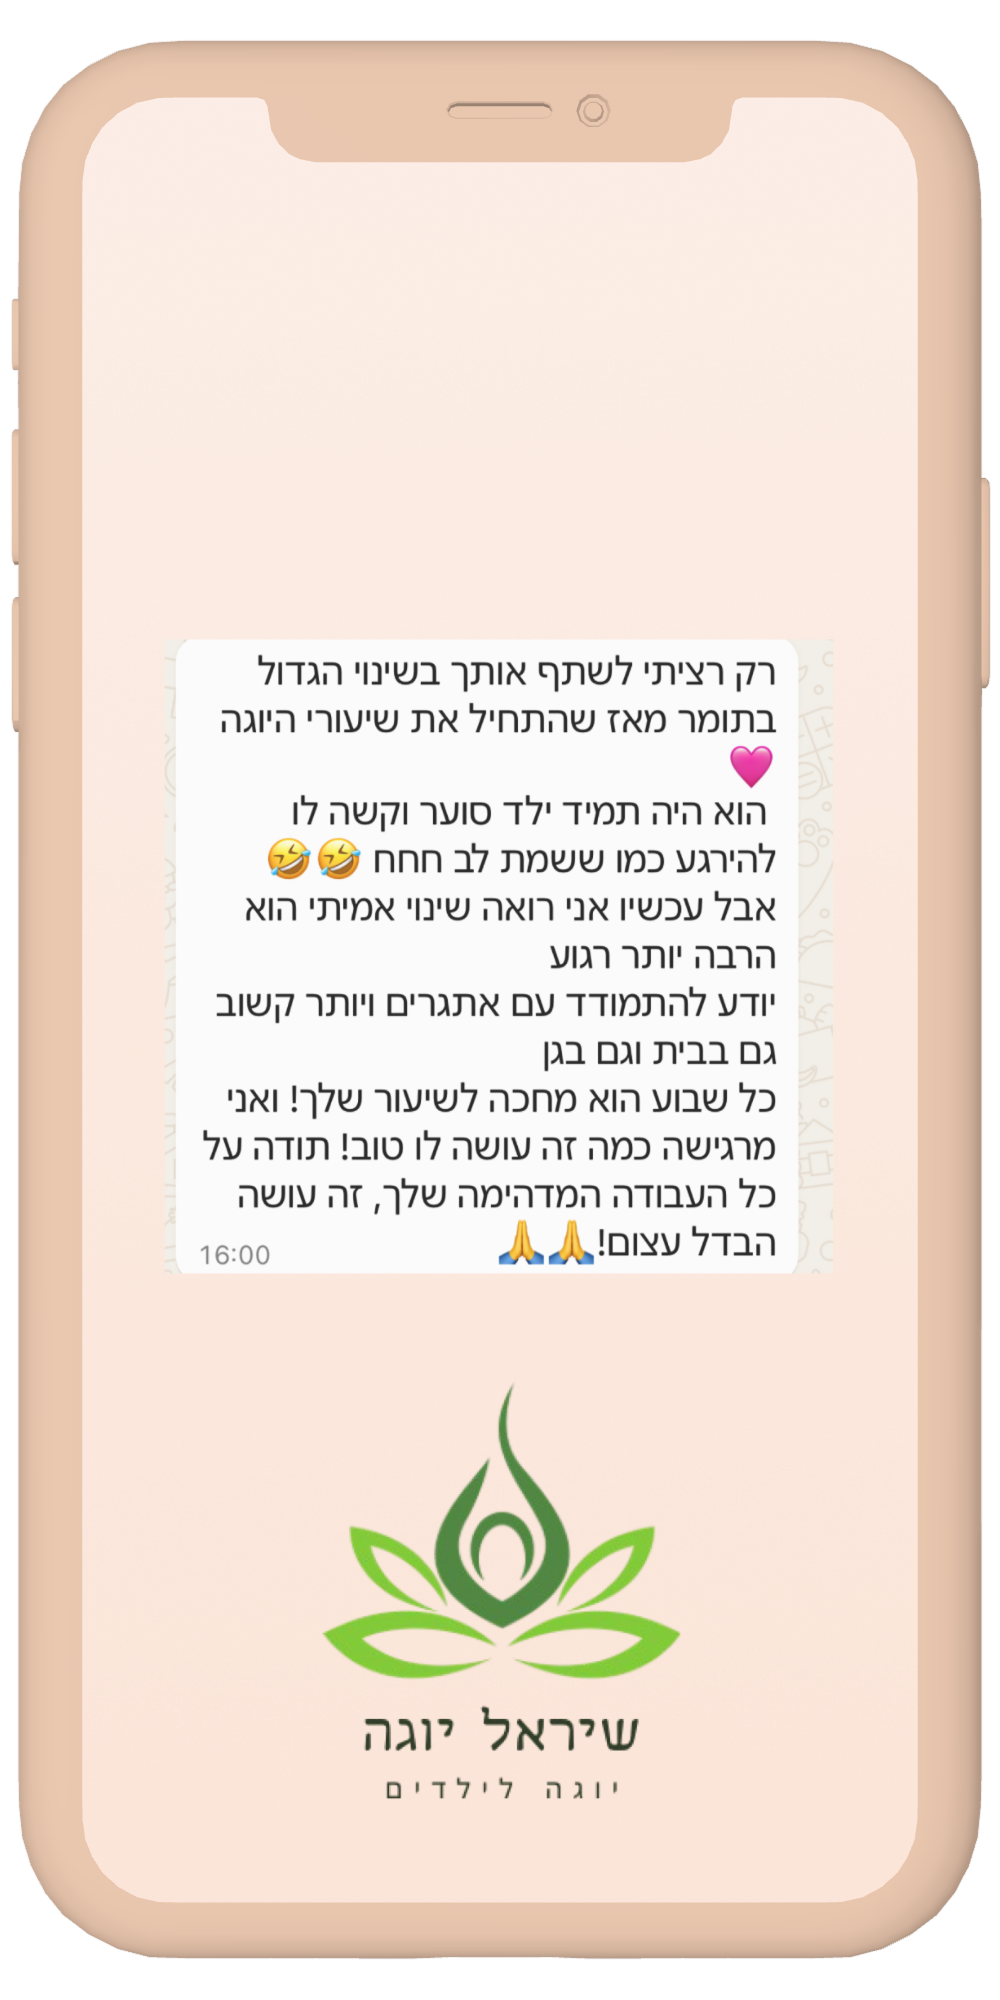 רק רציתי לשתף אותך בשינוי הגדול
בתומר מאז שהתחיל את שיעורי היוגה
🩷
הוא היה תמיד ילד סוער וקשה לו
להירגע כמו ששמת לב חחח 🤣🤣
אבל עכשיו אני רואה שינוי אמיתי הוא
הרבה יותר רגוע
יודע להתמודד עם אתגרים ויותר קשוב
גם בבית וגם בגן
כל שבוע הוא מחכה לשיעור שלך! ואני
מרגישה כמה זה עושה לו טוב! תודה על
כל העבודה המדהימה שלך, זה עושה
הבדל עצום!🙏🙏
16:00
שיראל יוגה
יוגה לילדים